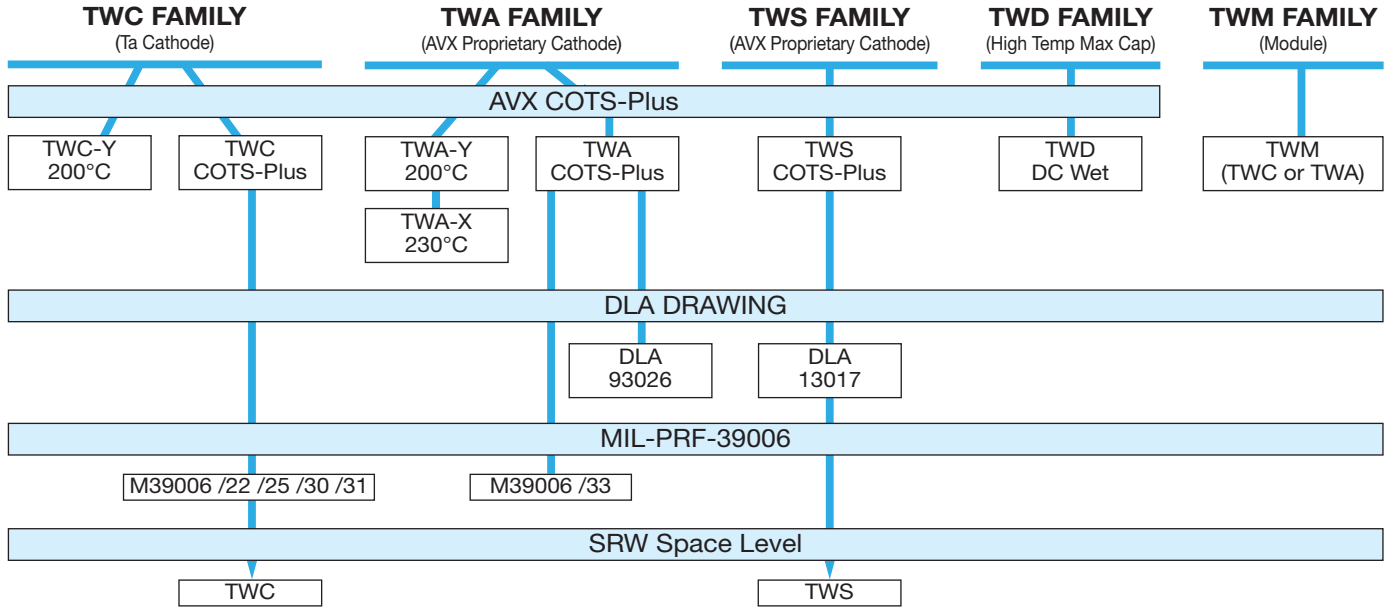 TWC FAMILY
(Ta Cathode)
TWA FAMILY
(AVX Proprietary Cathode)
TWS FAMILY
(AVX Proprietary Cathode)
TWD FAMILY
(High Temp Max Cap)
TWM FAMILY
(Module)
AVX COTS-Plus
TWC-Y
200°C
TWC
COTS-Plus
TWA-Y
200°C
TWA
COTS-Plus
TWS
COTS-Plus
TWD
DC Wet
TWM
(TWC or TWA)
TWA-X
230°C
DLA DRAWING
DLA
93026
DLA
13017
MIL-PRF-39006
M39006 /22 /25 /30 /31
M39006 /33
SRW Space Level
TWC
TWS